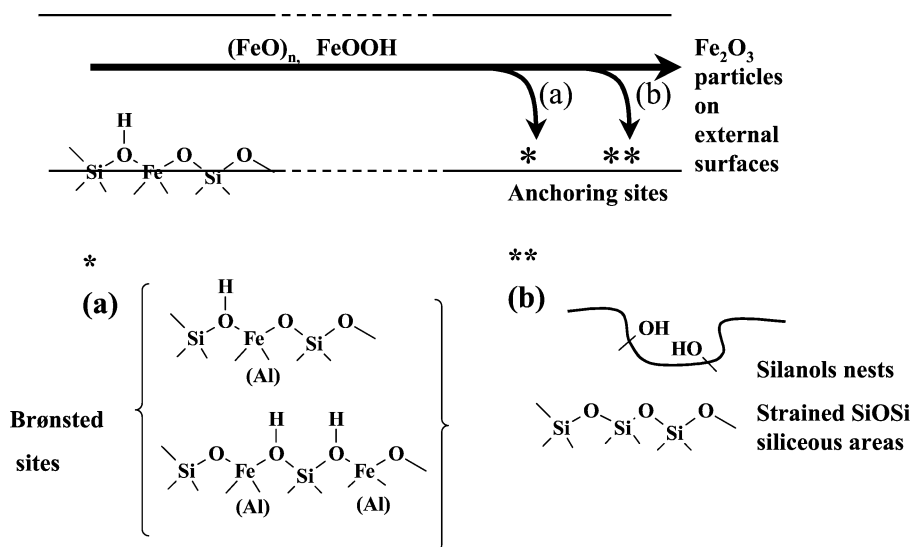 (FeO)n, FeOOH
Fe2O3
particles
on
external
surfaces
(a)
(b)
*
**
H
O
O
O
Si
Fe
Si
Anchoring sites
*
(a)
H
O
O
O
Si
Fe
Si
(Al)
Brønsted
sites
H
H
O
O
O
O
Si
Fe
Si
Fe
(Al)
(Al)
**
(b)
OH
HO
Silanols nests
O
O
O
Si
Si
Si
Strained SiOSi
siliceous areas